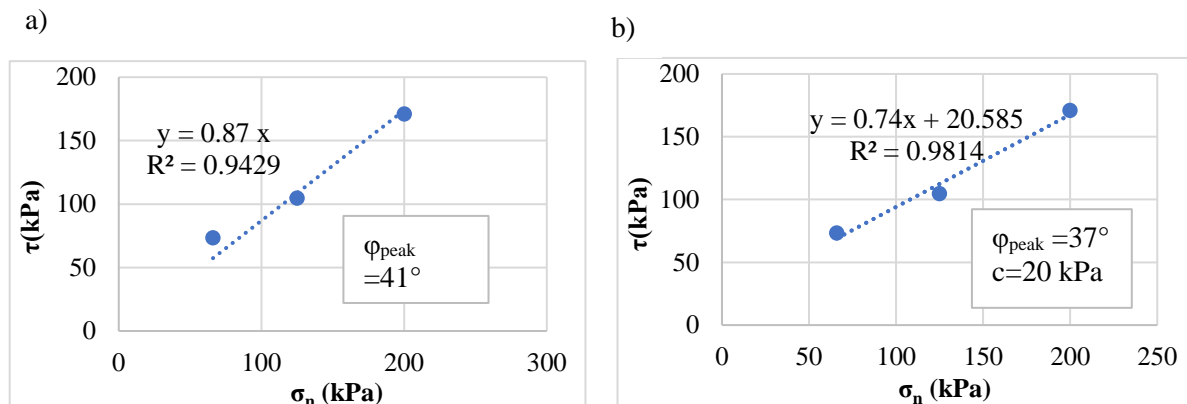 a)
200
150
100
50
0
τ(kPa)
y = 0.87 x
R² = 0.9429
φpeak
=41°
0 100 200 300
σn (kPa)
b)
200
150
100
50
0
τ (kPa)
y = 0.74x + 20.585
R² = 0.9814
φpeak =37°
c=20 kPa
0 50 100 150 200 250
σn (kPa)